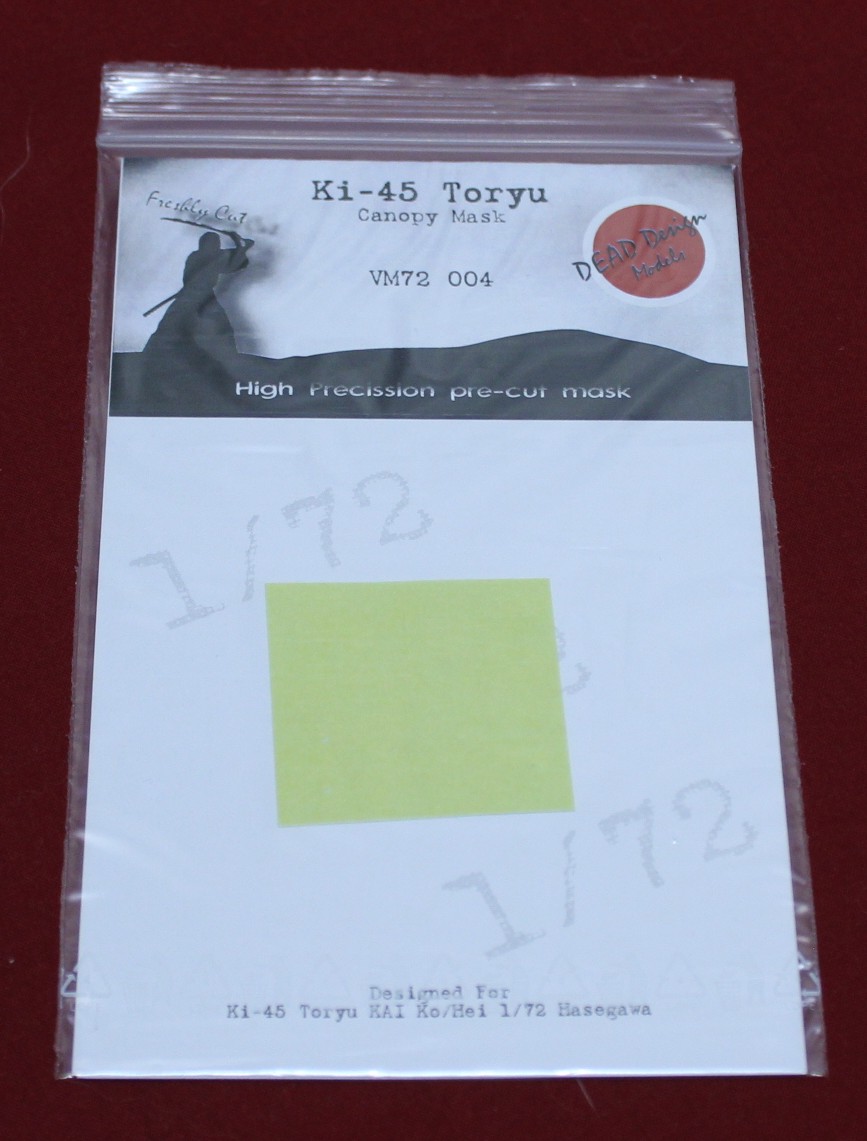 Ki-45 Toryu
Canopy Mask
VM72 004
Freshly Cut
DEAD Design
Models
High Precission pre-cut mask
1/72
1/72
Designed For
Ki-45 Toryu KAI Ko/Hei 1/72 Hasegawa